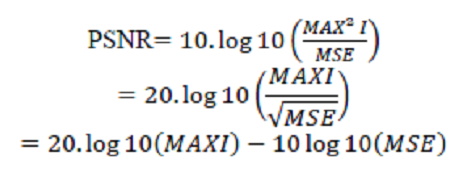 PSNR= 10.log 10 (MAX² I / MSE)
= 20.log 10 (MAXI / √MSE)
= 20.log 10(MAXI) − 10 log 10(MSE)